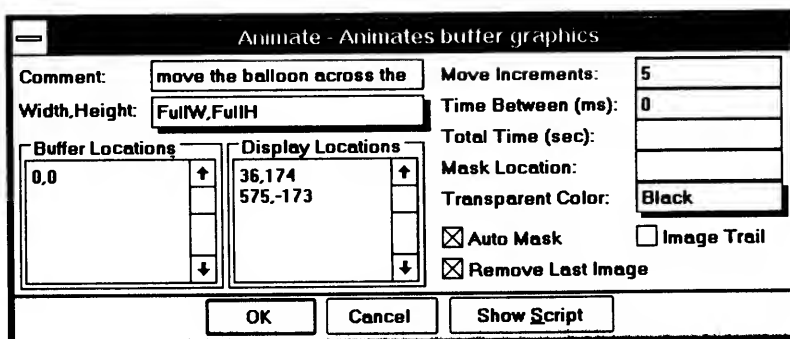 Animate - Animates buffer graphics
Comment: move the balloon across the
Width,Height: FullW,FullH
Buffer Locations
0,0
Display Locations
36,174
575,-173
Move Increments: 5
Time Between (ms): 0
Total Time (sec):
Mask Location:
Transparent Color: Black
Auto Mask
Image Trail
Remove Last Image
OK
Cancel
Show Script